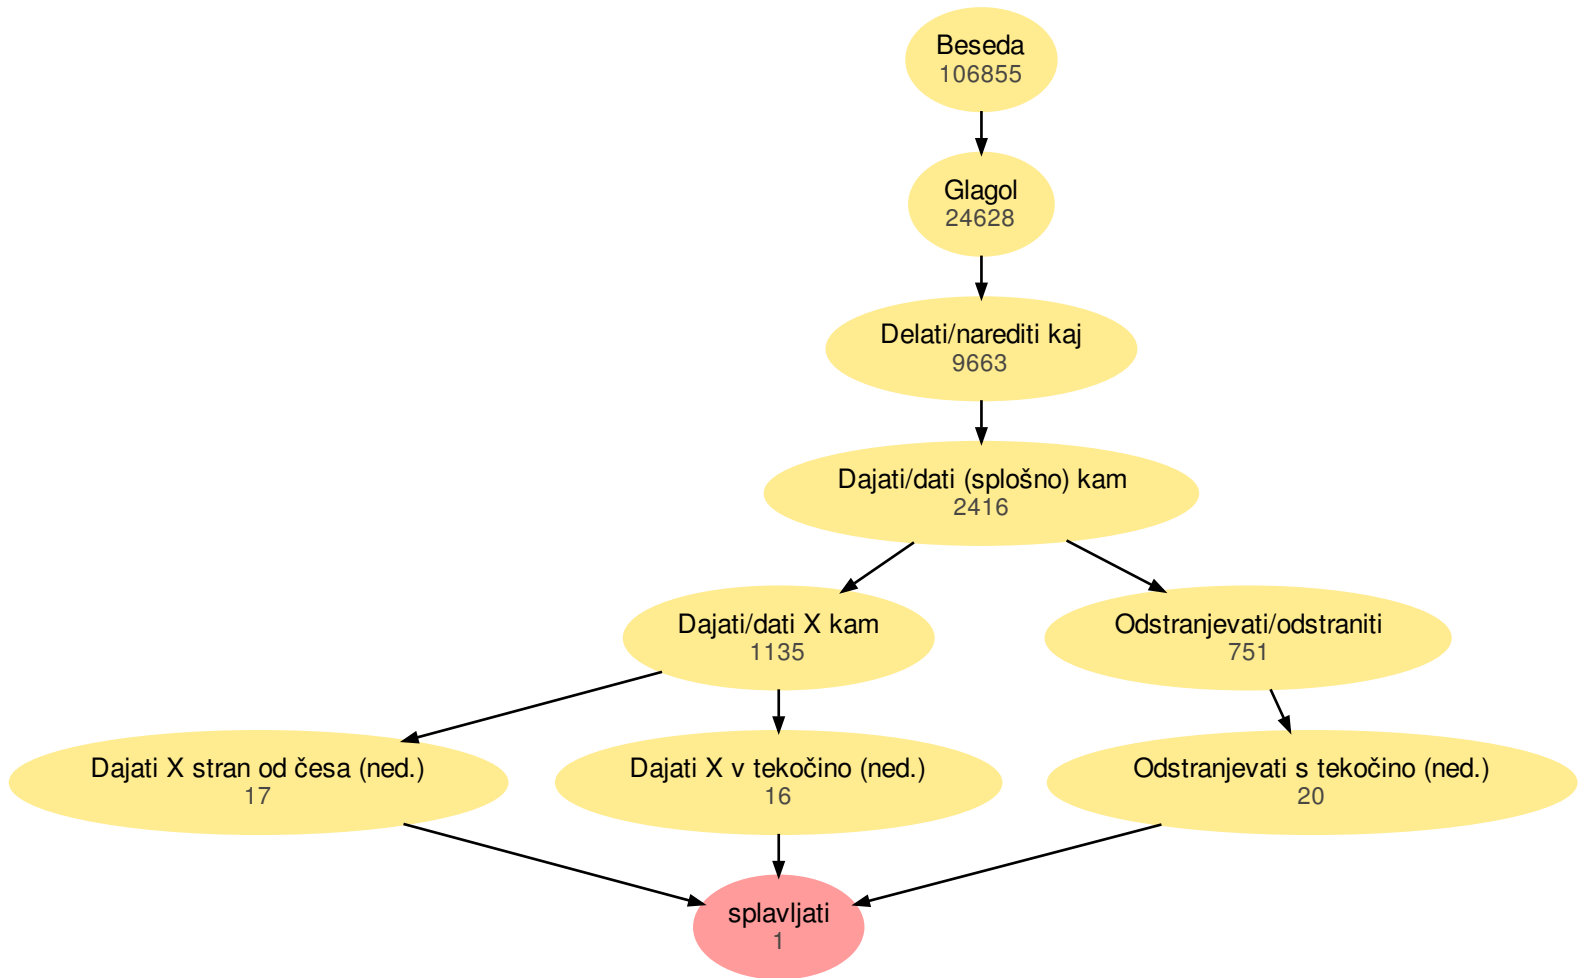 Beseda
106855
Glagol
24628
Delati/narediti kaj
9663
Dajati/dati (splošno) kam
2416
Dajati/dati X kam
1135
Odstranjevati/odstraniti
751
Dajati X stran od česa (ned.)
17
Dajati X v tekočino (ned.)
16
Odstranjevati s tekočino (ned.)
20
splavljati
1